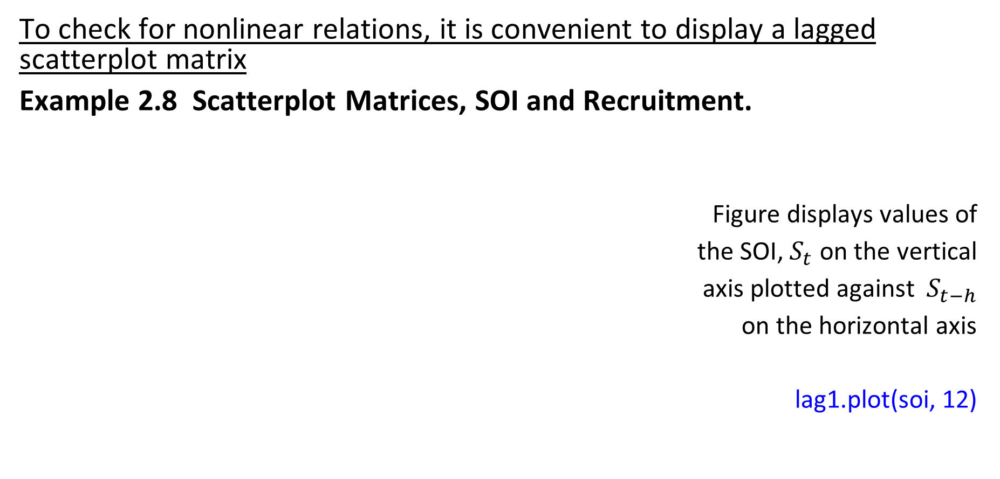 To check for nonlinear relations, it is convenient to display a lagged
scatterplot matrix
Example 2.8  Scatterplot Matrices, SOI and Recruitment.
Figure displays values of
the SOI, 𝑆𝑡 on the vertical
axis plotted against 𝑆𝑡−ℎ
on the horizontal axis
lag1.plot(soi, 12)